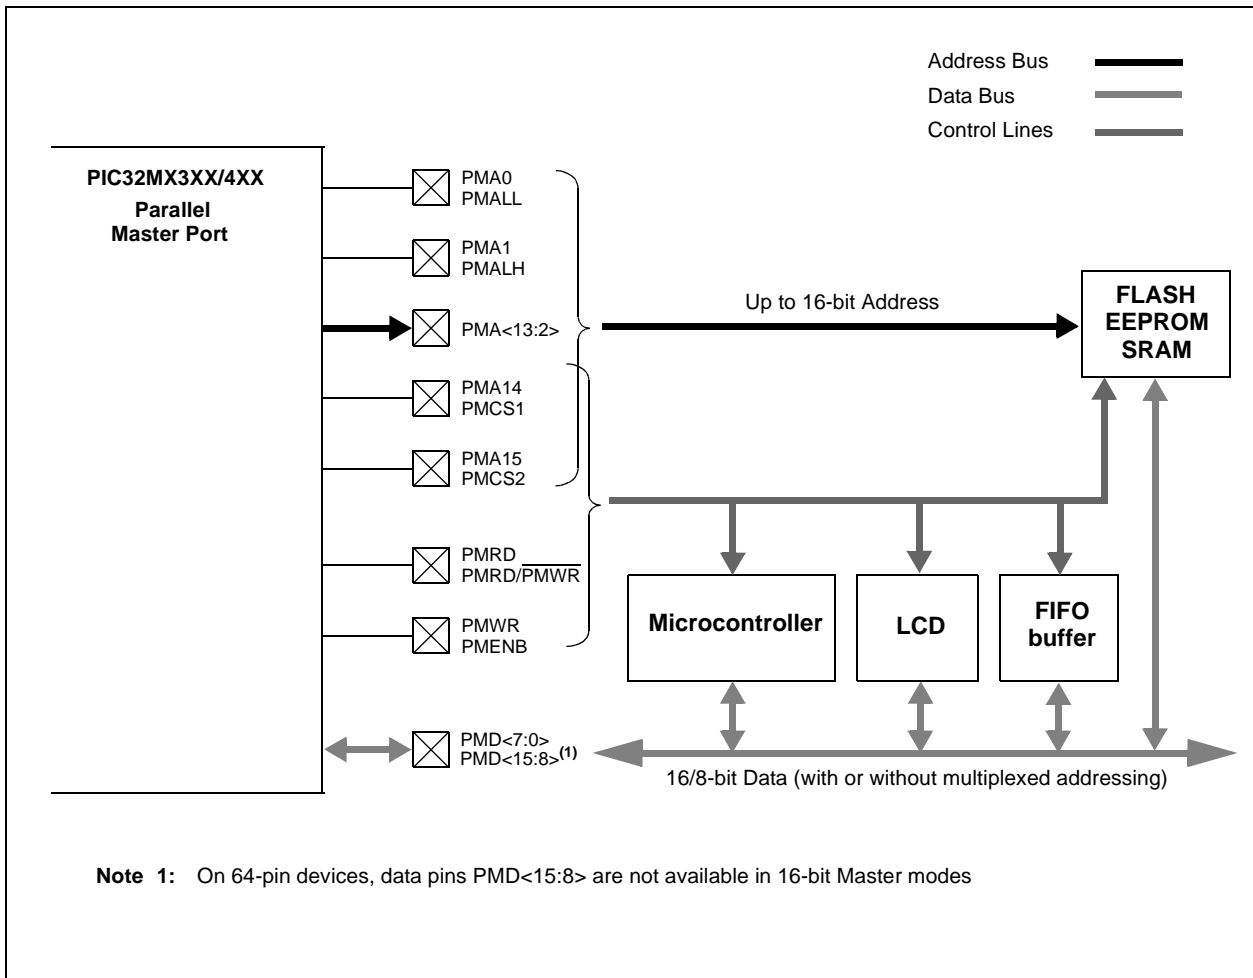 Address Bus
Data Bus
Control Lines
PIC32MX3XX/4XX
Parallel
Master Port
PMA0
PMALL
PMA1
PMALH
PMA<13:2>
PMA14
PMCS1
PMA15
PMCS2
PMRD
PMRD/PMWR
PMWR
PMENB
PMD<7:0>
PMD<15:8>(1)
Up to 16-bit Address
FLASH
EEPROM
SRAM
Microcontroller
LCD
FIFO
buffer
16/8-bit Data (with or without multiplexed addressing)
Note 1: On 64-pin devices, data pins PMD<15:8> are not available in 16-bit Master modes